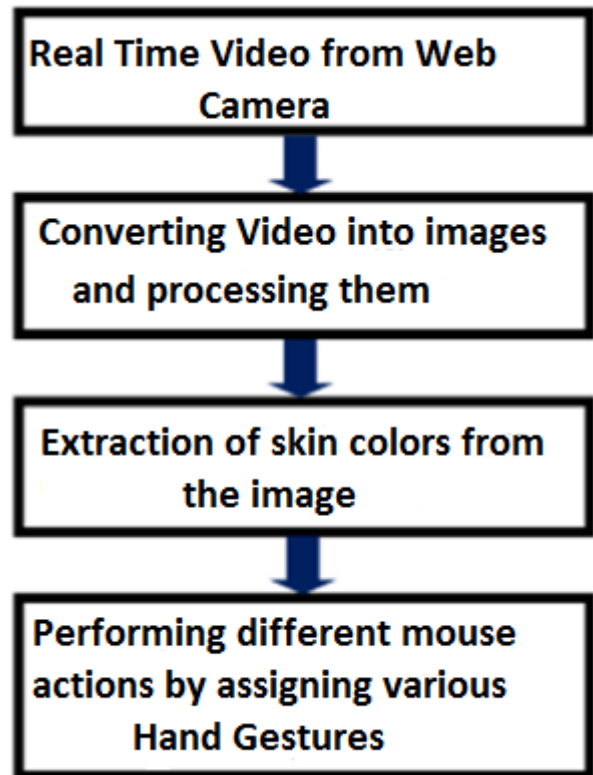 Real Time Video from Web
Camera
Converting Video into images
and processing them
Extraction of skin colors from
the image
Performing different mouse
actions by assigning various
Hand Gestures